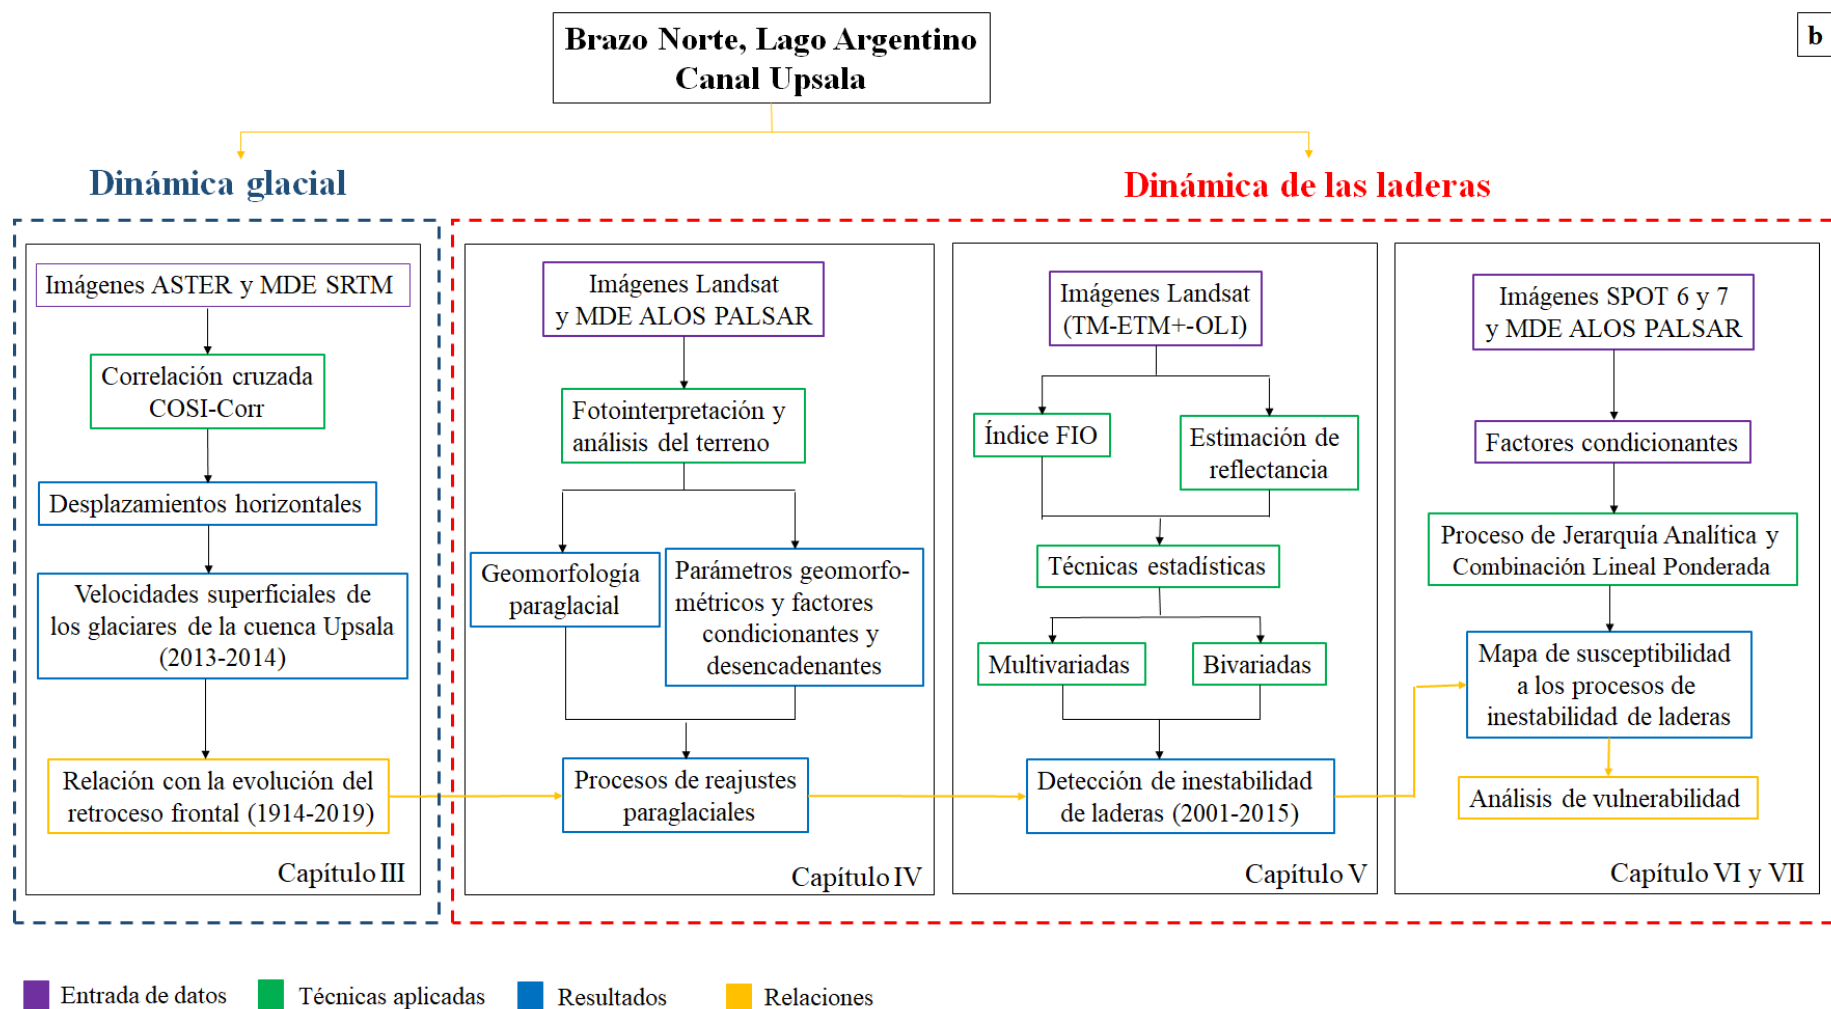 Brazo Norte, Lago Argentino
Canal Upsala
b
Dinámica glacial
Dinámica de las laderas
Imágenes ASTER y MDE SRTM
Correlación cruzada
COSI-Corr
Desplazamientos horizontales
Velocidades superficiales de
los glaciares de la cuenca Upsala
(2013-2014)
Relación con la evolución del
retroceso frontal (1914-2019)
Capítulo III
Imágenes Landsat
y MDE ALOS PALSAR
Fotointerpretación y
análisis del terreno
Geomorfología
paraglacial
Parámetros geomorfo-
métricos y factores
condicionantes y
desencadenantes
Procesos de reajustes
paraglaciales
Capítulo IV
Imágenes Landsat
(TM-ETM+-OLI)
Índice FIO
Estimación de
reflectancia
Técnicas estadísticas
Multivariadas
Bivariadas
Detección de inestabilidad
de laderas (2001-2015)
Capítulo V
Imágenes SPOT 6 y 7
y MDE ALOS PALSAR
Factores condicionantes
Proceso de Jerarquía Analítica y
Combinación Lineal Ponderada
Mapa de susceptibilidad
a los procesos de
inestabilidad de laderas
Análisis de vulnerabilidad
Capítulo VI y VII
Entrada de datos
Técnicas aplicadas
Resultados
Relaciones